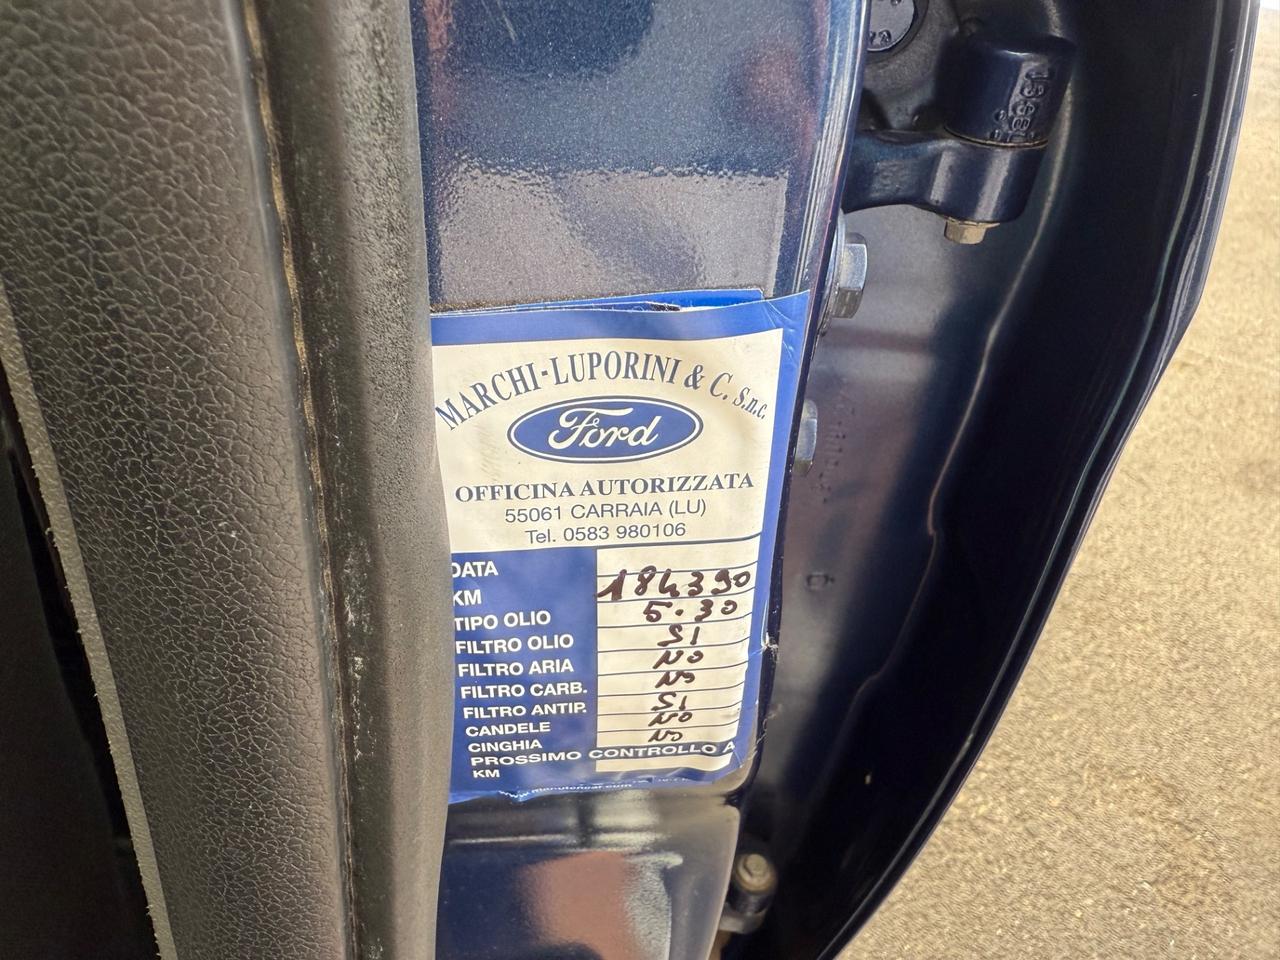 MARCHI-LUPORINI & C. S.n.c.
Ford
OFFICINA AUTORIZZATA
55061 CARRAIA (LU)
Tel. 0583 980106
DATA
KM 184390
TIPO OLIO 5.30
FILTRO OLIO SI
FILTRO ARIA NO
FILTRO CARB. NO
FILTRO ANTIP. SI
CANDELE NO
CINGHIA NO
PROSSIMO CONTROLLO A
KM